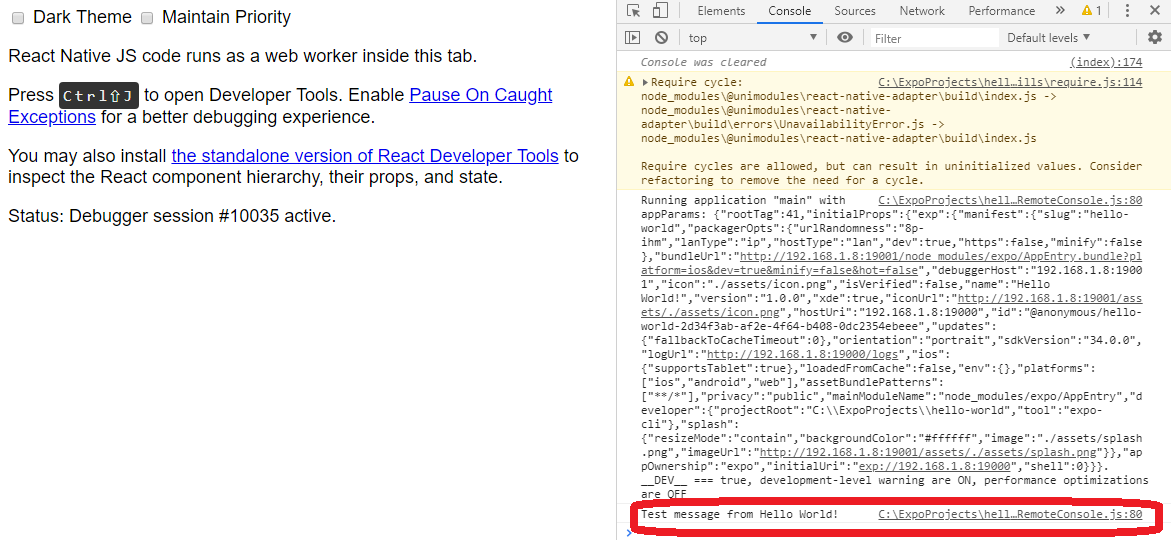 Dark Theme Maintain Priority
React Native JS code runs as a web worker inside this tab.
Press Ctrl⇧J to open Developer Tools. Enable Pause On Caught
Exceptions for a better debugging experience.
You may also install the standalone version of React Developer Tools to
inspect the React component hierarchy, their props, and state.
Status: Debugger session #10035 active.
Elements Console Sources Network Performance » 1
top Filter Default levels
Console was cleared (index):174
Require cycle: C:\ExpoProjects\hell…ills\require.js:114
node_modules\@unimodules\react-native-adapter\build\index.js ->
node_modules\@unimodules\react-native-
adapter\build\errors\UnavailabilityError.js ->
node_modules\@unimodules\react-native-adapter\build\index.js
Require cycles are allowed, but can result in uninitialized values. Consider
refactoring to remove the need for a cycle.
Running application "main" with C:\ExpoProjects\hell…RemoteConsole.js:80
appParams: {"rootTag":41,"initialProps":{"exp":{"manifest":{"slug":"hello-
world","packagerOpts":{"urlRandomness":"8p-
ihm","lanType":"ip","hostType":"lan","dev":true,"https":false,"minify":false
},"bundleUrl":"http://192.168.1.8:19001/node_modules/expo/AppEntry.bundle?pl
atform=ios&dev=true&minify=false&hot=false","debuggerHost":"192.168.1.8:1900
1","icon":"./assets/icon.png","isVerified":false,"name":"Hello
World!","version":"1.0.0","xde":true,"iconUrl":"http://192.168.1.8:19001/ass
ets/./assets/icon.png","hostUri":"192.168.1.8:19000","id":"@anonymous/hello-
world-2d34f3ab-af2e-4f64-b408-0dc2354ebeee","updates":
{"fallbackToCacheTimeout":0},"orientation":"portrait","sdkVersion":"34.0.0",
"logUrl":"http://192.168.1.8:19000/logs","ios":
{"supportsTablet":true},"loadedFromCache":false,"env":{},"platforms":
["ios","android","web"],"assetBundlePatterns":
["**/*"],"privacy":"public","mainModuleName":"node_modules/expo/AppEntry","d
eveloper":{"projectRoot":"C:\\ExpoProjects\\hello-world","tool":"expo-
cli"},"splash":
{"resizeMode":"contain","backgroundColor":"#ffffff","image":"./assets/splash
.png","imageUrl":"http://192.168.1.8:19001/assets/./assets/splash.png"}},"ap
pOwnership":"expo","initialUri":"exp://192.168.1.8:19000","shell":0}}}.
__DEV__ === true, development-level warning are ON, performance optimizations
are OFF
Test message from Hello World! C:\ExpoProjects\hell…RemoteConsole.js:80